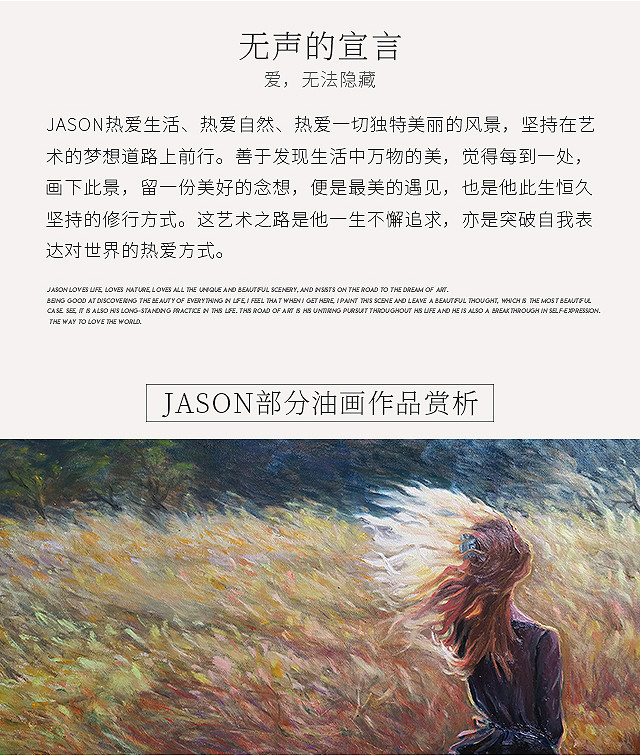 无声的宣言
爱，无法隐藏
JASON热爱生活、热爱自然、热爱一切独特美丽的风景，坚持在艺
术的梦想道路上前行。善于发现生活中万物的美，觉得每到一处，
画下此景，留一份美好的念想，便是最美的遇见，也是他此生恒久
坚持的修行方式。这艺术之路是他一生不懈追求，亦是突破自我表
达对世界的热爱方式。
JASON LOVES LIFE, LOVES NATURE, LOVES ALL THE UNIQUE AND BEAUTIFUL SCENERY, AND INSISTS ON THE ROAD TO THE DREAM OF ART.
BEING GOOD AT DISCOVERING THE BEAUTY OF EVERYTHING IN LIFE, I FEEL THAT WHEN I GET HERE, I PAINT THIS SCENE AND LEAVE A BEAUTIFUL THOUGHT, WHICH IS THE MOST BEAUTIFUL
CASE. SEE, IT IS ALSO HIS LONG-STANDING PRACTICE IN THIS LIFE. THIS ROAD OF ART IS HIS UNTIRING PURSUIT THROUGHOUT HIS LIFE AND HE IS ALSO A BREAKTHROUGH IN SELF-EXPRESSION.
THE WAY TO LOVE THE WORLD.
JASON部分油画作品赏析